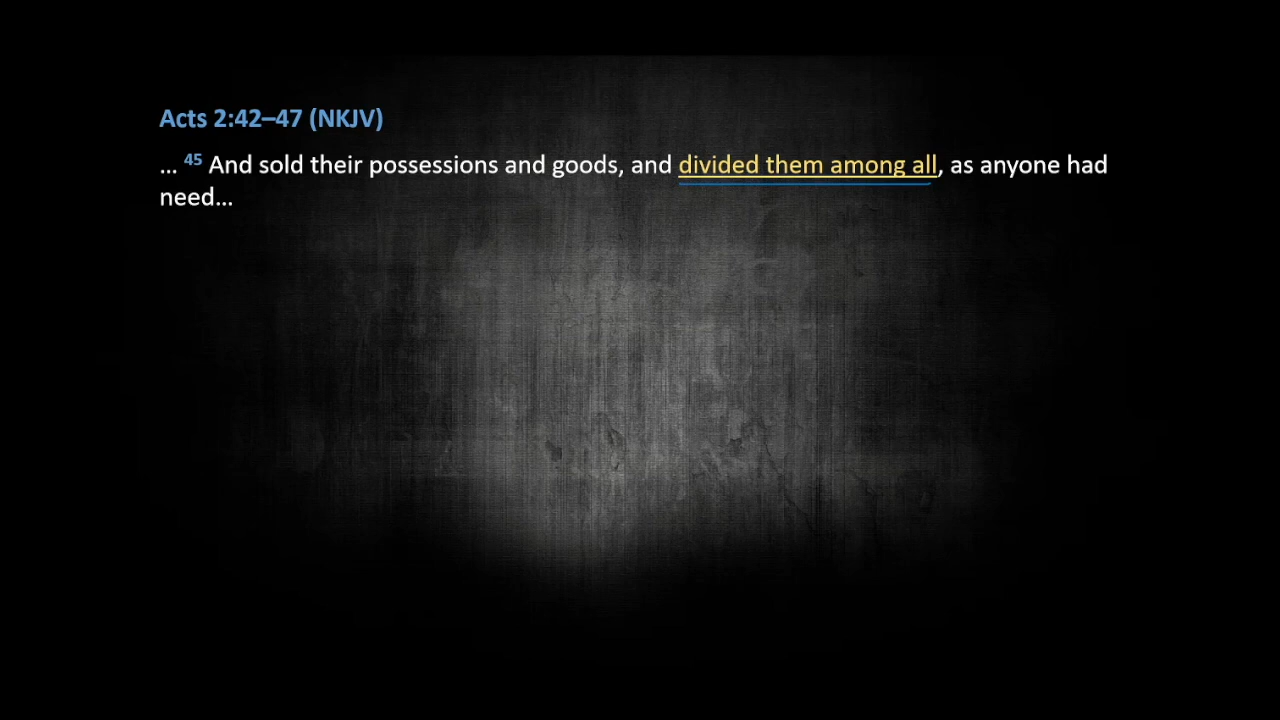 Acts 2:42–47 (NKJV)
... 45 And sold their possessions and goods, and divided them among all, as anyone had
need...